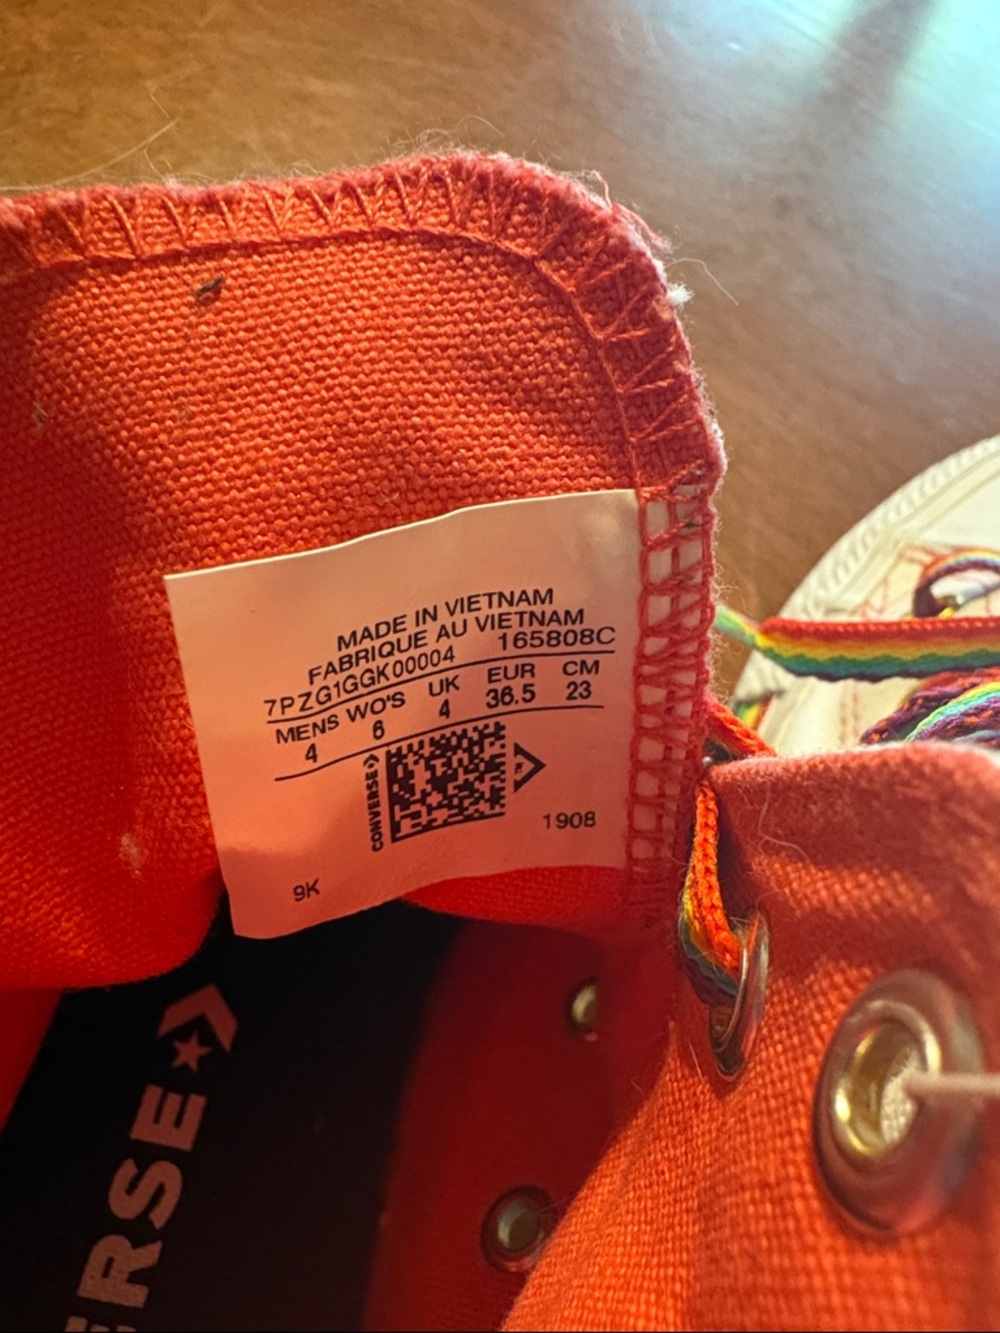 MADE IN VIETNAM
FABRIQUE AU VIETNAM
7PZG1GGK00004 165808C
MENS WO'S UK EUR CM
4 6 4 36.5 23
CONVERSE
1908
9K
ERSE